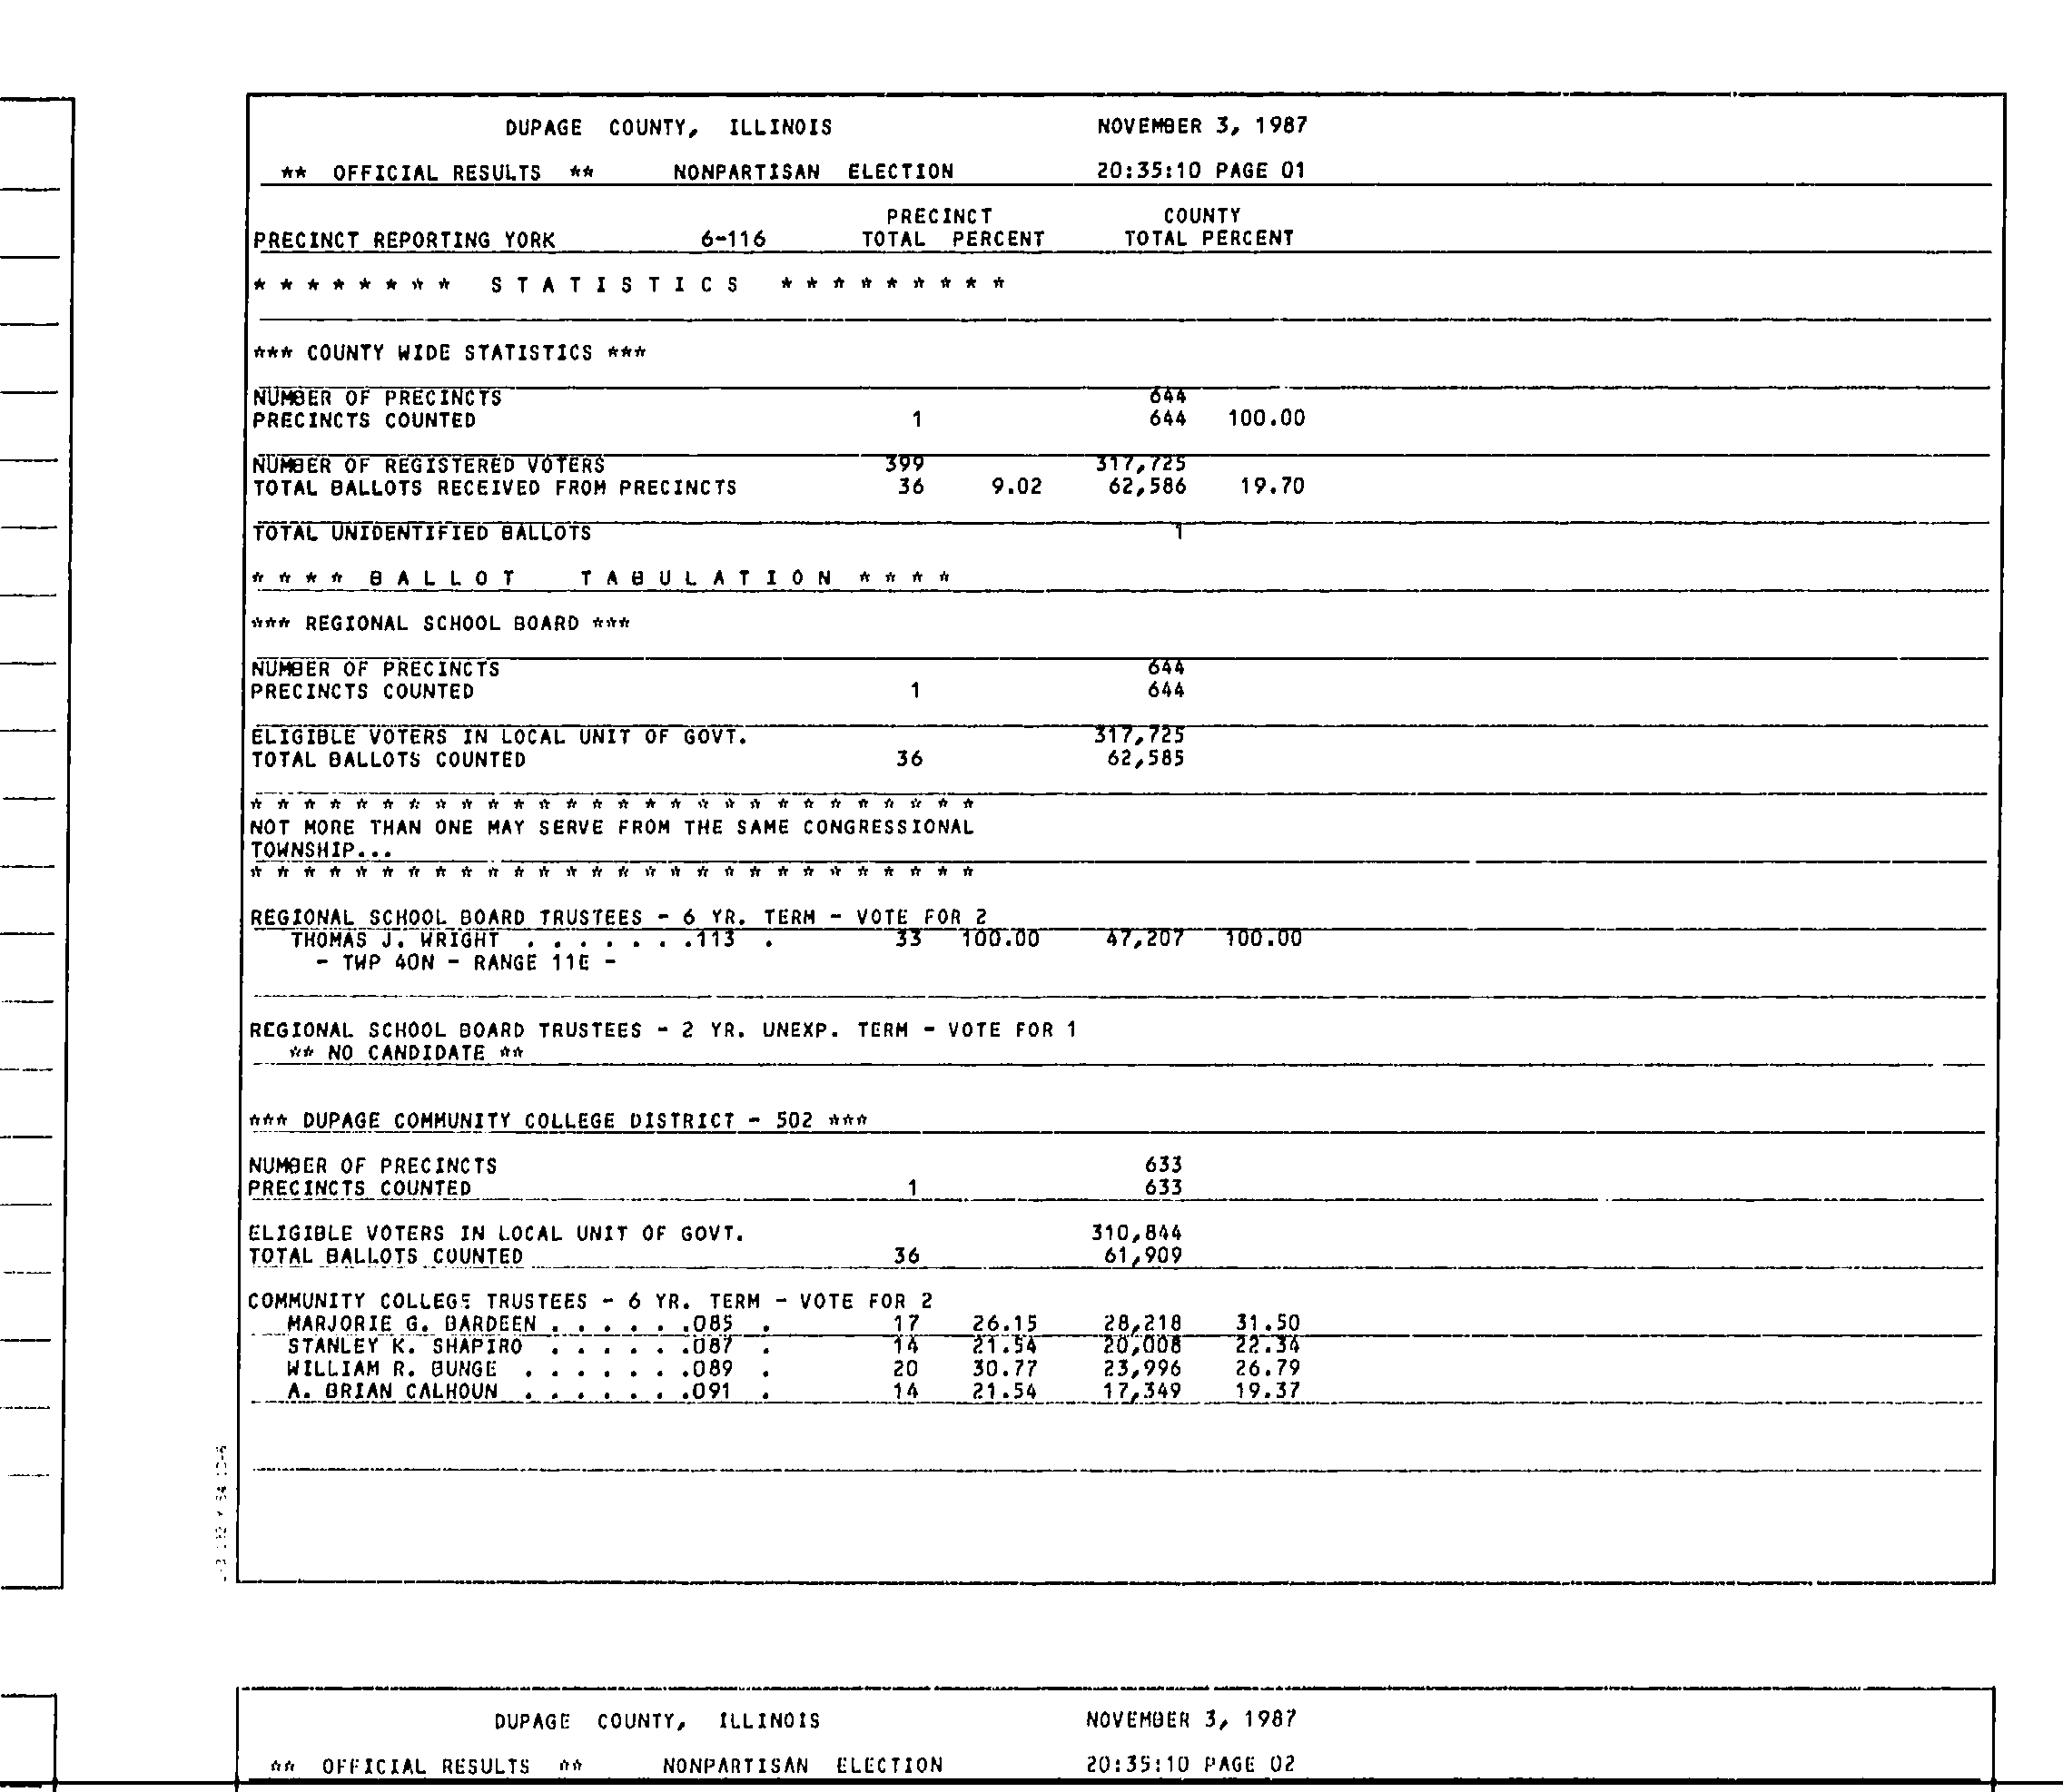 DUPAGE COUNTY, ILLINOIS NOVEMBER 3, 1987
** OFFICIAL RESULTS ** NONPARTISAN ELECTION 20:35:10 PAGE 01
PRECINCT COUNTY
PRECINCT REPORTING YORK 6-116 TOTAL PERCENT TOTAL PERCENT
* * * * * * * * S T A T I S T I C S * * * * * * * * *
*** COUNTY WIDE STATISTICS ***
NUMBER OF PRECINCTS 644
PRECINCTS COUNTED 1 644 100.00
NUMBER OF REGISTERED VOTERS 399 317,725
TOTAL BALLOTS RECEIVED FROM PRECINCTS 36 9.02 62,586 19.70
TOTAL UNIDENTIFIED BALLOTS 1
* * * * B A L L O T T A B U L A T I O N * * * *
*** REGIONAL SCHOOL BOARD ***
NUMBER OF PRECINCTS 644
PRECINCTS COUNTED 1 644
ELIGIBLE VOTERS IN LOCAL UNIT OF GOVT. 317,725
TOTAL BALLOTS COUNTED 36 62,585
* * * * * * * * * * * * * * * * * * * * * * * * * * * *
NOT MORE THAN ONE MAY SERVE FROM THE SAME CONGRESSIONAL
TOWNSHIP...
* * * * * * * * * * * * * * * * * * * * * * * * * * * *
REGIONAL SCHOOL BOARD TRUSTEES - 6 YR. TERM - VOTE FOR 2
THOMAS J. WRIGHT . . . . . . .113 . 33 100.00 47,207 100.00
- TWP 40N - RANGE 11E -
REGIONAL SCHOOL BOARD TRUSTEES - 2 YR. UNEXP. TERM - VOTE FOR 1
** NO CANDIDATE **
*** DUPAGE COMMUNITY COLLEGE DISTRICT - 502 ***
NUMBER OF PRECINCTS 633
PRECINCTS COUNTED 1 633
ELIGIBLE VOTERS IN LOCAL UNIT OF GOVT. 310,844
TOTAL BALLOTS COUNTED 36 61,909
COMMUNITY COLLEGE TRUSTEES - 6 YR. TERM - VOTE FOR 2
MARJORIE G. BARDEEN . . . . . .085 . 17 26.15 28,218 31.50
STANLEY K. SHAPIRO . . . . . .087 . 14 21.54 20,008 22.34
WILLIAM R. BUNGE . . . . . . .089 . 20 30.77 23,996 26.79
A. BRIAN CALHOUN . . . . . . .091 . 14 21.54 17,349 19.37
DUPAGE COUNTY, ILLINOIS NOVEMBER 3, 1987
** OFFICIAL RESULTS ** NONPARTISAN ELECTION 20:35:10 PAGE 02